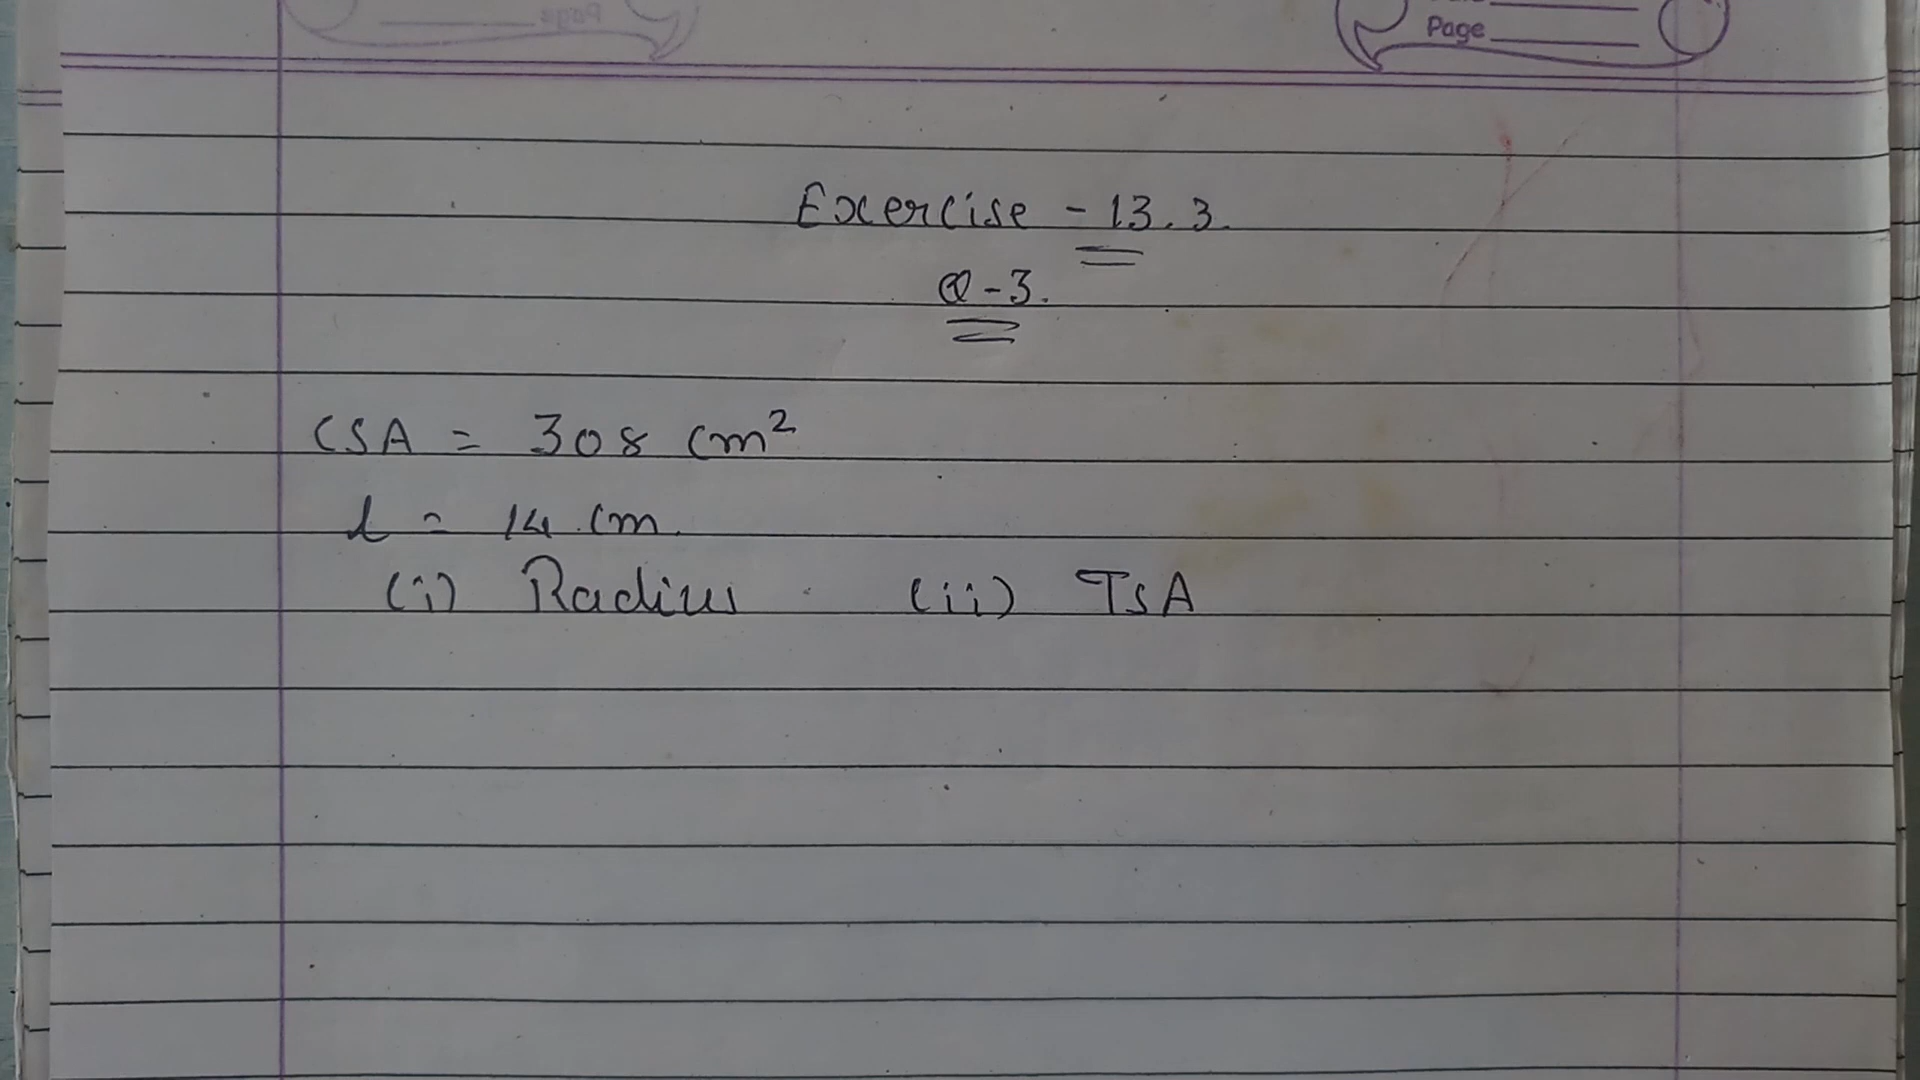 Page
Exercise - 13.3.
Q-3.
CSA = 308 cm²
l = 14 cm.
(i) Radius (ii) TSA